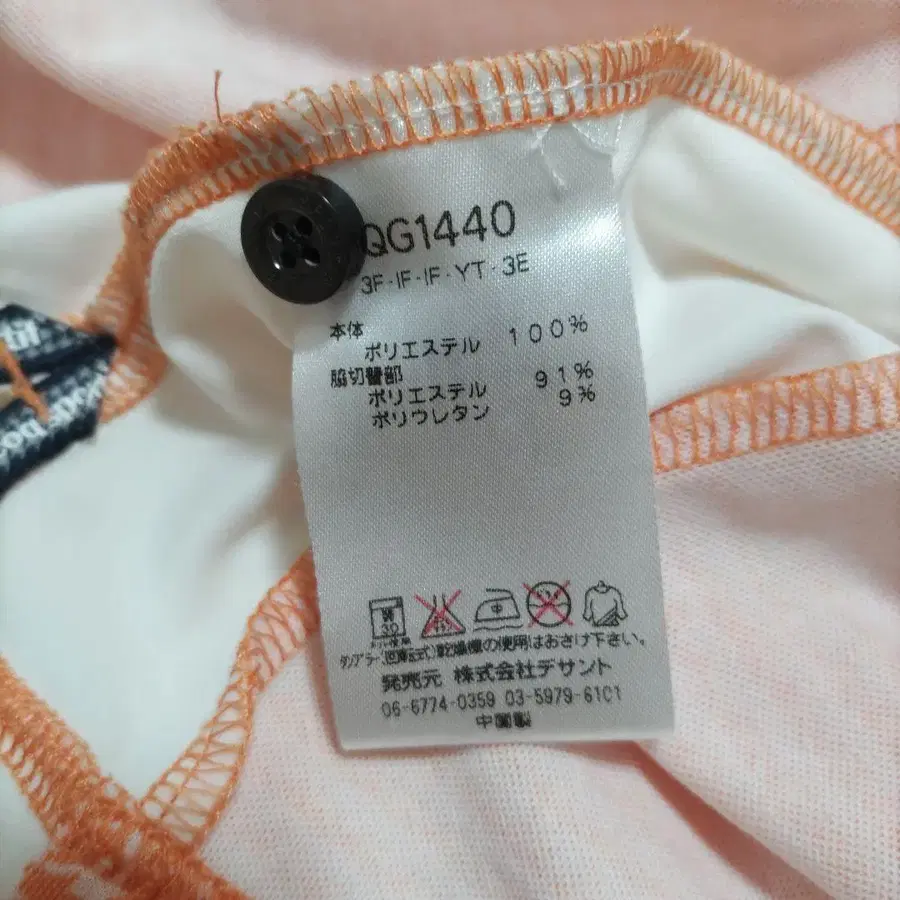 QG1440
3F-IF-IF-YT-3E
本体
ポリエステル 100%
脇切替部
ポリエステル 91%
ポリウレタン 9%
30
中
タンブラー(回転式)乾燥機の使用はおさけ下さい。
発売元 株式会社デサント
06-6774-0359 03-5979-6101
中国製